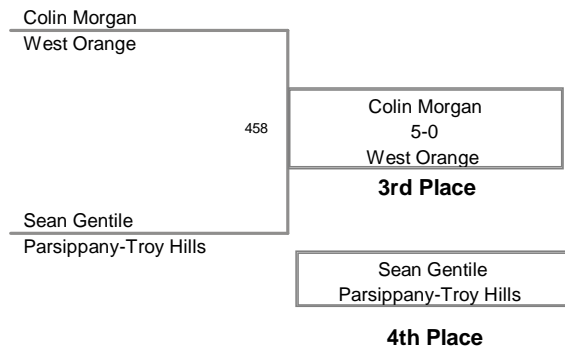 Colin Morgan
West Orange
458
Colin Morgan
5-0
West Orange
3rd Place
Sean Gentile
Parsippany-Troy Hills
Sean Gentile
Parsippany-Troy Hills
4th Place